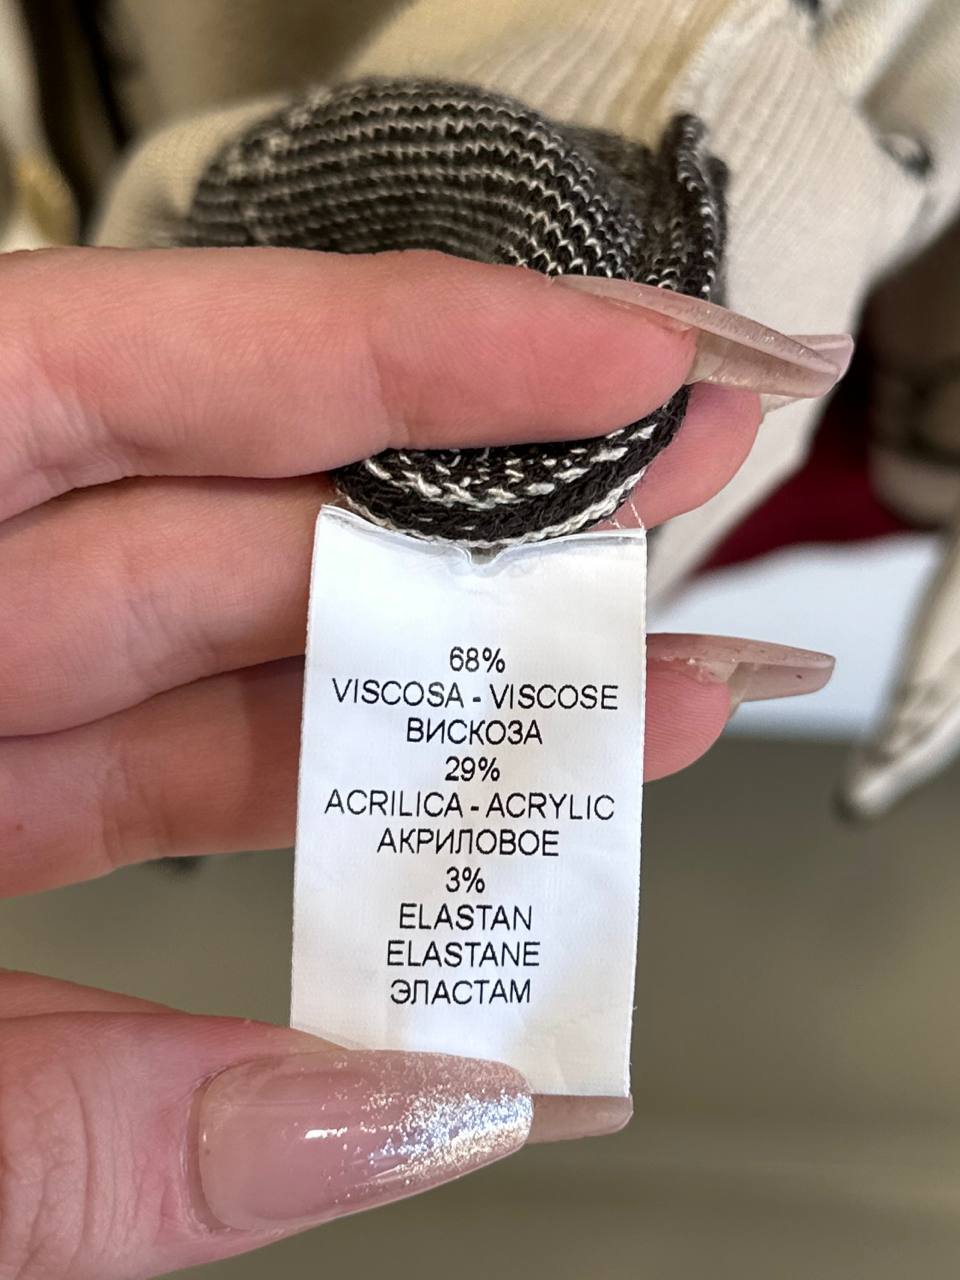 68%
VISCOSA - VISCOSE
ВИСКОЗА
29%
ACRILICA - ACRYLIC
АКРИЛОВОЕ
3%
ELASTAN
ELASTANE
ЭЛАСТАМ